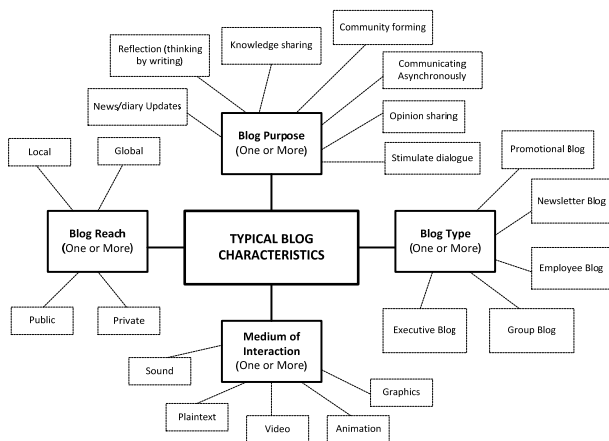 Community forming
Reflection (thinking
by writing)
Knowledge sharing
Communicating
Asynchronously
News/diary Updates
Opinion sharing
Blog Purpose
(One or More)
Stimulate dialogue
Promotional Blog
Local
Global
Newsletter Blog
Blog Reach
(One or More)
TYPICAL BLOG
CHARACTERISTICS
Blog Type
(One or More)
Employee Blog
Public
Private
Executive Blog
Group Blog
Medium of
Interaction
(One or More)
Sound
Graphics
Plaintext
Video
Animation